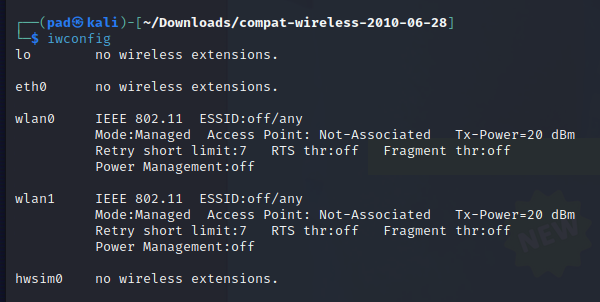 ┌──(pad㉿kali)-[~/Downloads/compat-wireless-2010-06-28]
└─$ iwconfig
lo        no wireless extensions.
eth0      no wireless extensions.
wlan0     IEEE 802.11  ESSID:off/any
          Mode:Managed  Access Point: Not-Associated   Tx-Power=20 dBm
          Retry short limit:7   RTS thr:off   Fragment thr:off
          Power Management:off
wlan1     IEEE 802.11  ESSID:off/any
          Mode:Managed  Access Point: Not-Associated   Tx-Power=20 dBm
          Retry short limit:7   RTS thr:off   Fragment thr:off
          Power Management:off
NEW
hwsim0    no wireless extensions.